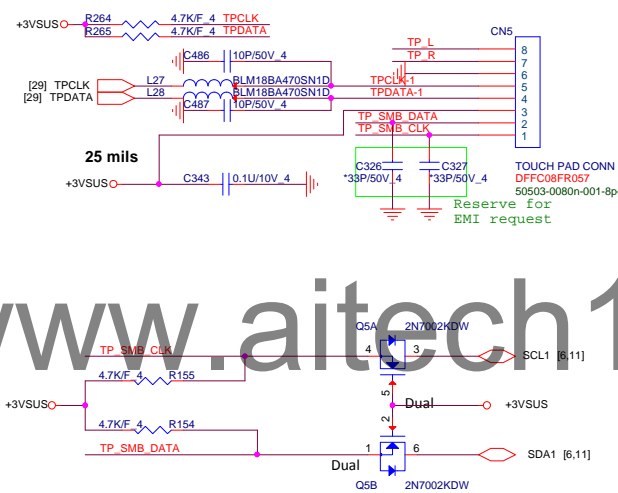 R264 4.7K/F_4 TPCLK
+3VSUS
R265 4.7K/F_4 TPDATA
CN5
TP_L 8
TP_R 7
6
C486 10P/50V_4
[29] TPCLK L27 BLM18BA470SN1D TPCLK-1 5
[29] TPDATA L28 BLM18BA470SN1D TPDATA-1 4
C487 10P/50V_4
3
TP_SMB_DATA 2
TP_SMB_CLK 1
25 mils
+3VSUS C343 0.1U/10V_4
C326 C327
*33P/50V_4 *33P/50V_4
TOUCH PAD CONN
DFFC08FR057
50503-0080n-001-8p-
Reserve for
EMI request
www.aitech1
Q5A 2N7002KDW
TP_SMB_CLK 4 3 SCL1 [6,11]
4.7K/F_4 R155
5
Dual
+3VSUS +3VSUS
2
4.7K/F_4 R154
TP_SMB_DATA 1 6 SDA1 [6,11]
Dual
Q5B 2N7002KDW